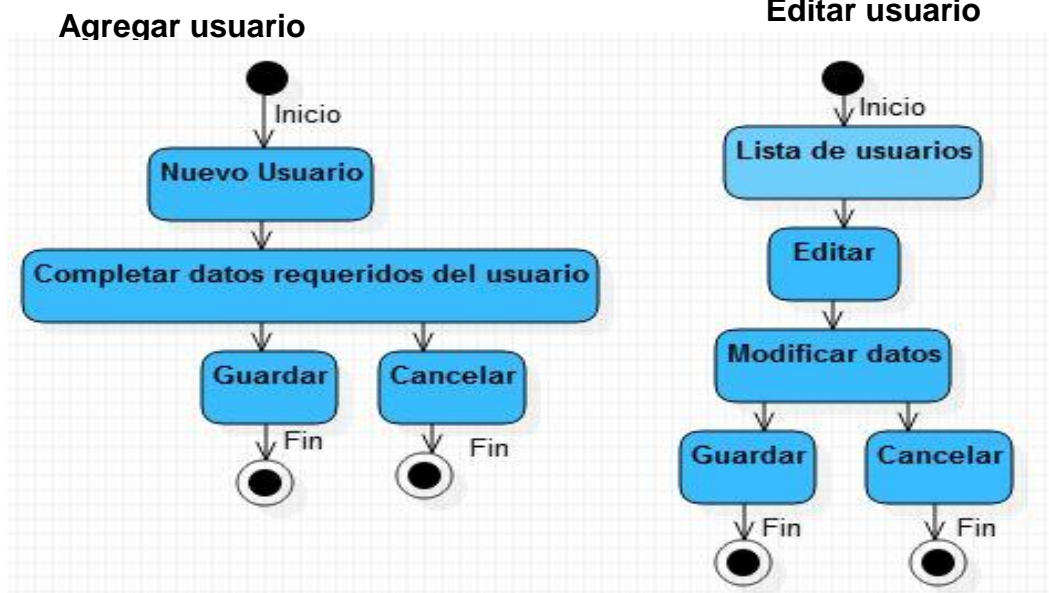 Agregar usuario
Inicio
Nuevo Usuario
Completar datos requeridos del usuario
Guardar
Cancelar
Fin
Fin
Editar usuario
Inicio
Lista de usuarios
Editar
Modificar datos
Guardar
Cancelar
Fin
Fin